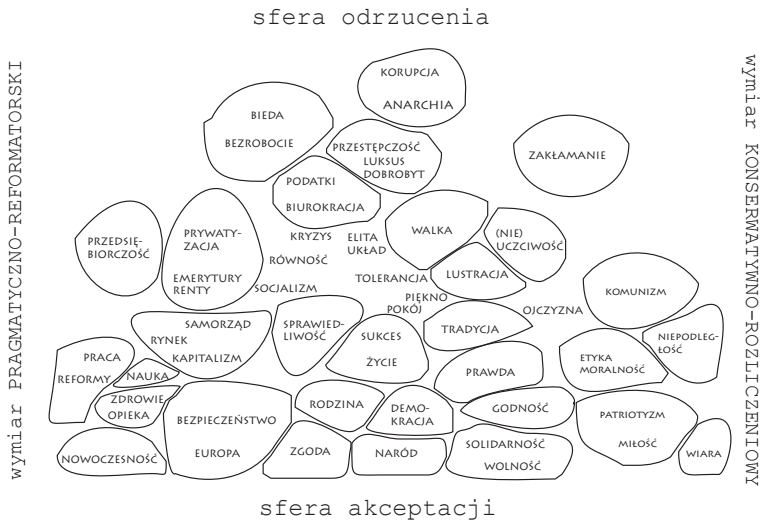 sfera odrzucenia
wymiar PRAGMATYCZNO-REFORMATORSKI
wymiar KONSERWATYWNO-ROZLICZENIOWY
KORUPCJA
ANARCHIA
BIEDA
BEZROBOCIE
PRZESTĘPCZOŚĆ
LUKSUS
DOBROBYT
ZAKŁAMANIE
PODATKI
BIUROKRACJA
PRZEDSIĘ-
BIORCZOŚĆ
PRYWATY-
ZACJA
EMERYTURY
RENTY
KRYZYS
RÓWNOŚĆ
SOCJALIZM
ELITA
UKŁAD
WALKA
(NIE)
UCZCIWOŚĆ
TOLERANCJA
PIĘKNO
POKÓJ
LUSTRACJA
OJCZYZNA
KOMUNIZM
SAMORZĄD
RYNEK
KAPITALIZM
SPRAWIED-
LIWOŚĆ
SUKCES
ŻYCIE
TRADYCJA
NIEPODLEG-
ŁOŚĆ
PRACA
REFORMY
NAUKA
PRAWDA
ETYKA
MORALNOŚĆ
ZDROWIE
OPIEKA
BEZPIECZEŃSTWO
EUROPA
RODZINA
DEMO-
KRACJA
GODNOŚĆ
PATRIOTYZM
MIŁOŚĆ
NOWOCZESNOŚĆ
ZGODA
NARÓD
SOLIDARNOŚĆ
WOLNOŚĆ
WIARA
sfera akceptacji